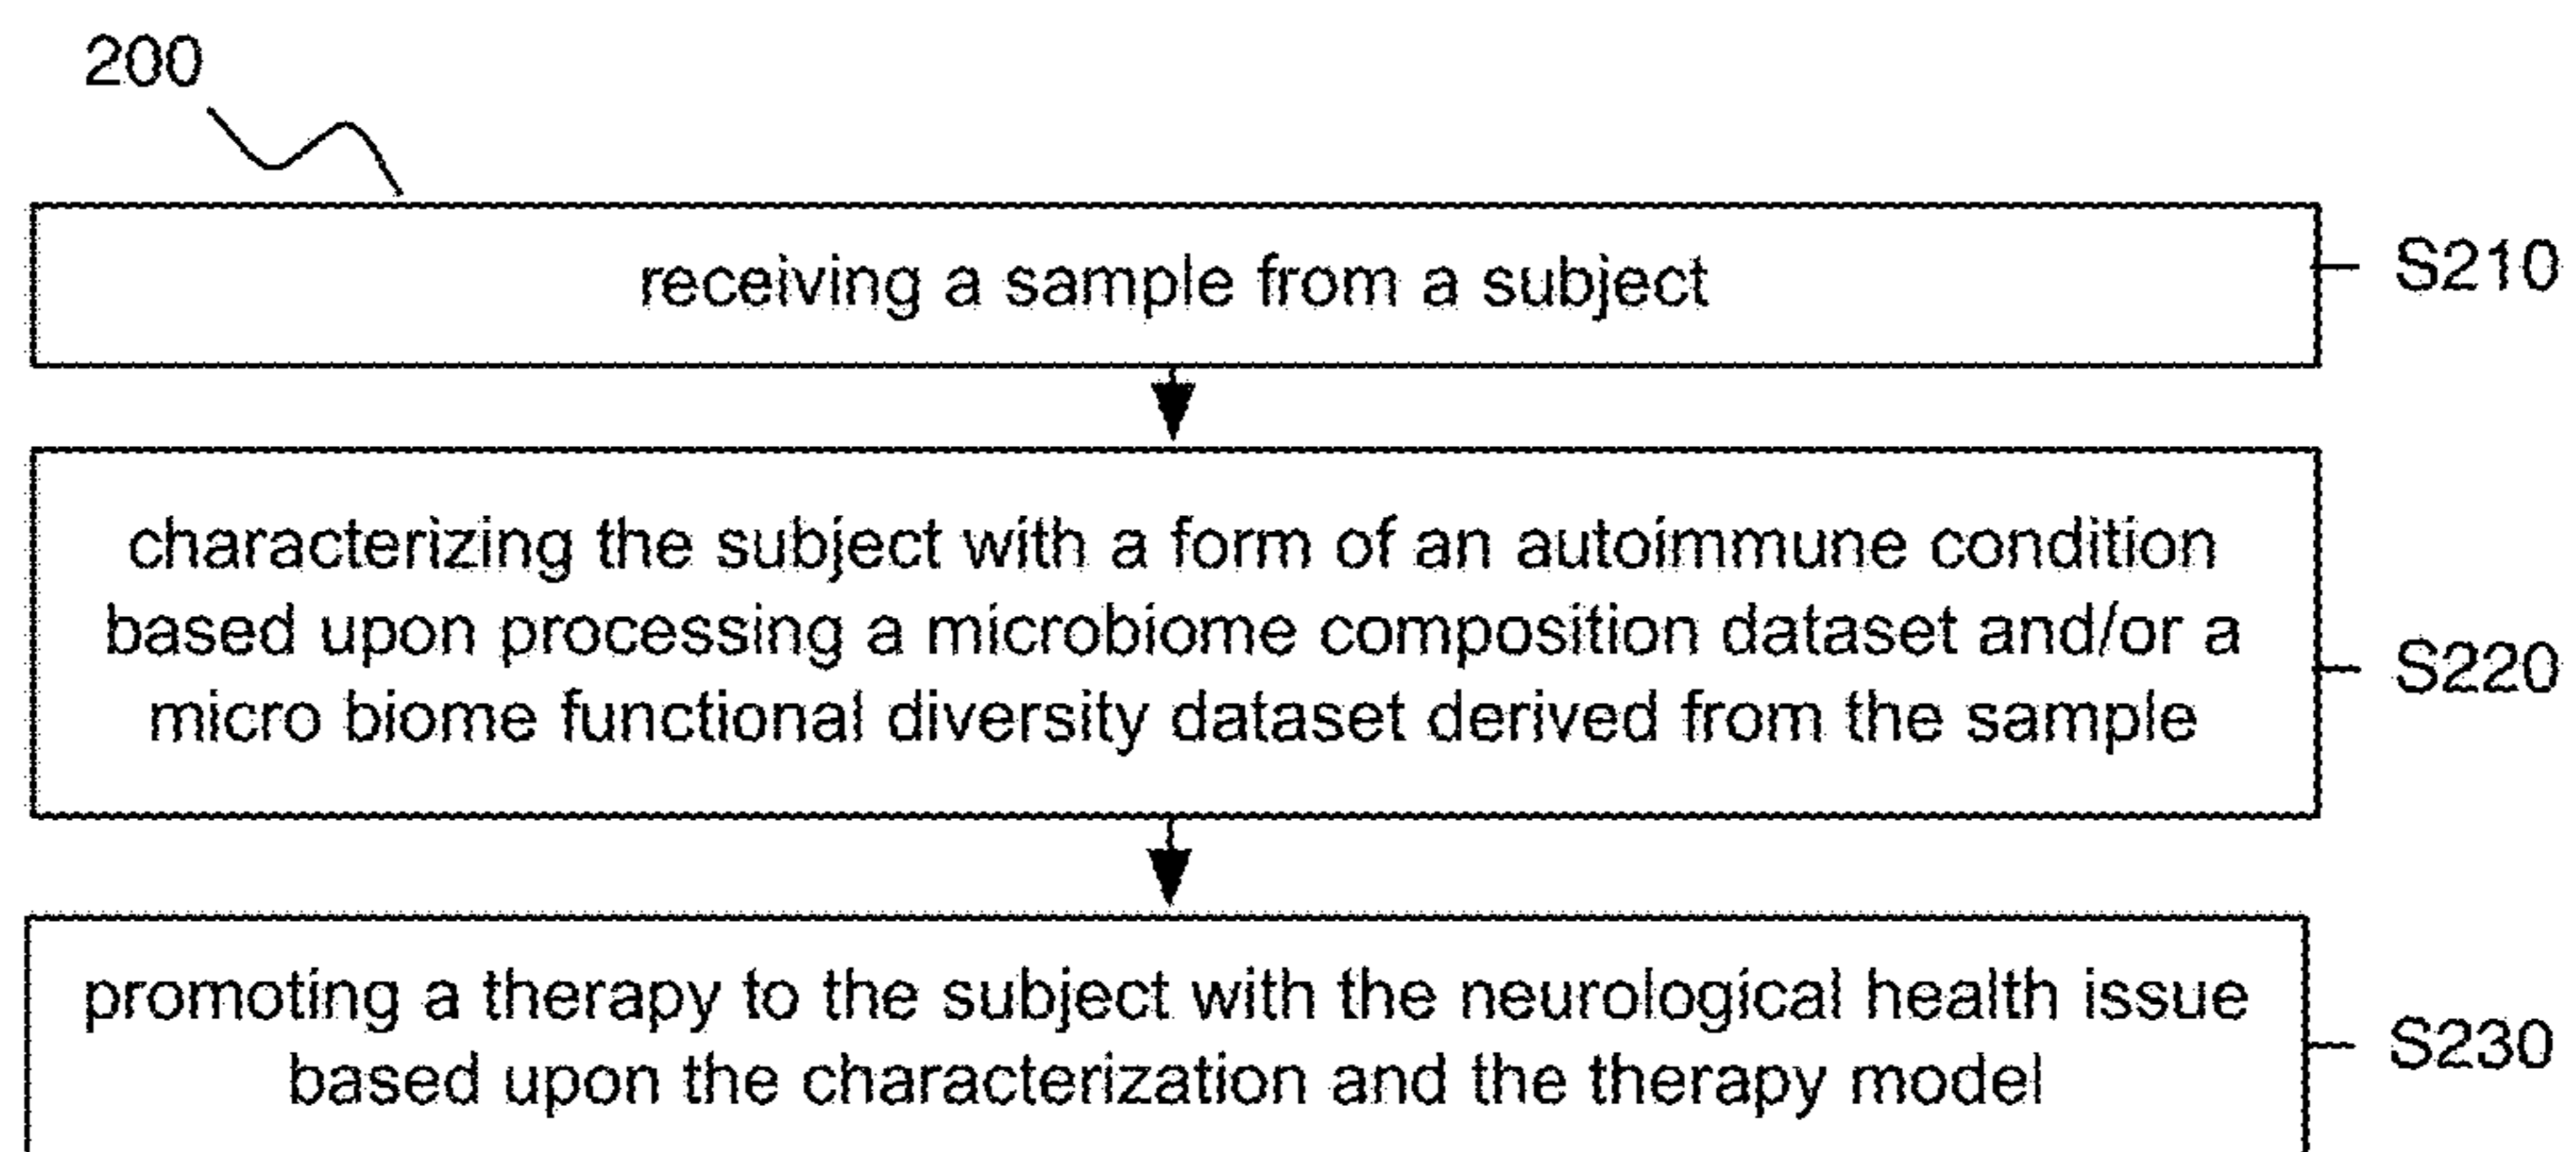 200
receiving a sample from a subject
S210
characterizing the subject with a form of an autoimmune condition
based upon processing a microbiome composition dataset and/or a
micro biome functional diversity dataset derived from the sample
S220
promoting a therapy to the subject with the neurological health issue
based upon the characterization and the therapy model
S230